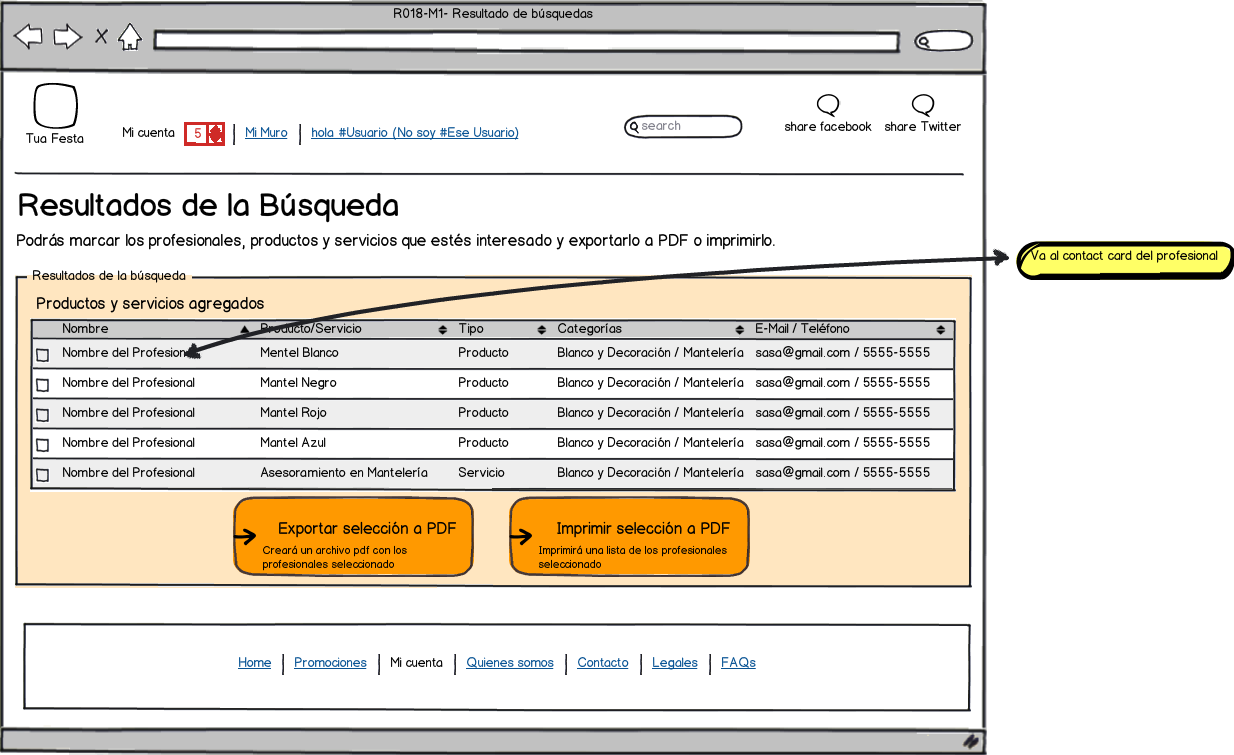 R018-M1- Resultado de búsquedas
Tua Festa
Mi cuenta 5 Mi Muro hola #Usuario (No soy #Ese Usuario)
search
share facebook share Twitter
Resultados de la Búsqueda
Podrás marcar los profesionales, productos y servicios que estés interesado y exportarlo a PDF o imprimirlo.
Va al contact card del profesional
Resultados de la búsqueda
Productos y servicios agregados
Nombre Producto/Servicio Tipo Categorías E-Mail / Teléfono
Nombre del Profesional Mentel Blanco Producto Blanco y Decoración / Mantelería sasa@gmail.com / 5555-5555
Nombre del Profesional Mantel Negro Producto Blanco y Decoración / Mantelería sasa@gmail.com / 5555-5555
Nombre del Profesional Mantel Rojo Producto Blanco y Decoración / Mantelería sasa@gmail.com / 5555-5555
Nombre del Profesional Mantel Azul Producto Blanco y Decoración / Mantelería sasa@gmail.com / 5555-5555
Nombre del Profesional Asesoramiento en Mantelería Servicio Blanco y Decoración / Mantelería sasa@gmail.com / 5555-5555
Exportar selección a PDF
Creará un archivo pdf con los
profesionales seleccionado
Imprimir selección a PDF
Imprimirá una lista de los profesionales
seleccionado
Home Promociones Mi cuenta Quienes somos Contacto Legales FAQs